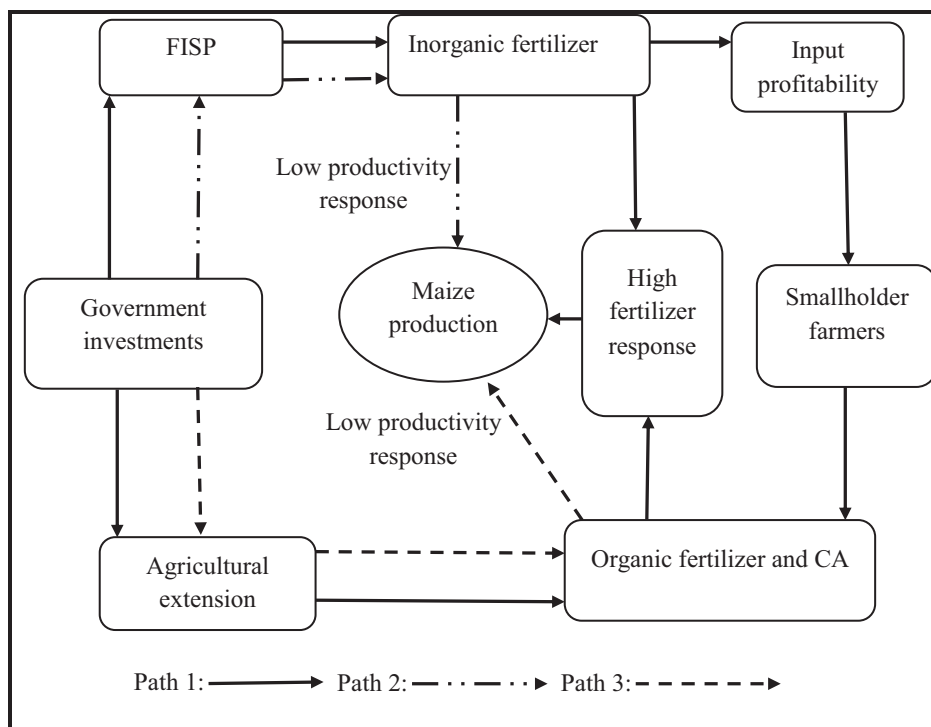 FISP
Inorganic fertilizer
Input
profitability
Low productivity
response
Government
investments
Maize
production
High
fertilizer
response
Smallholder
farmers
Low productivity
response
Agricultural
extension
Organic fertilizer and CA
Path 1:
Path 2:
Path 3: